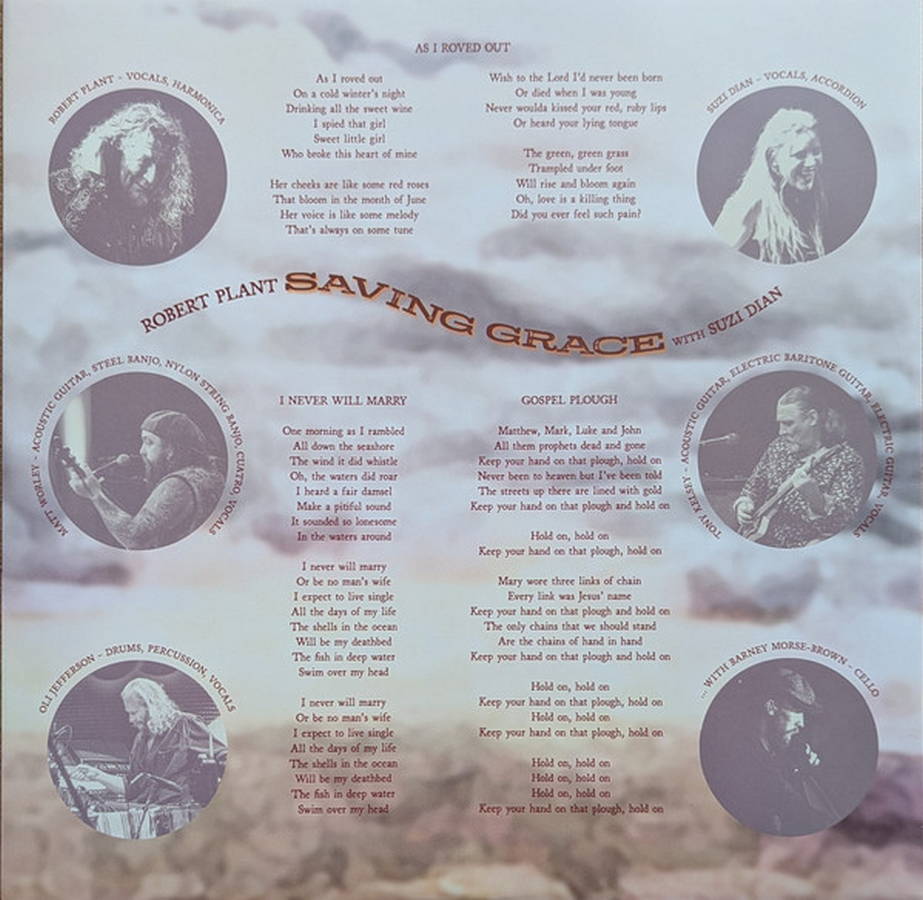 AS I ROVED OUT
ROBERT PLANT - VOCALS, HARMONICA
As I roved out
On a cold winter's night
Drinking all the sweet wine
I spied that girl
Sweet little girl
Who broke this heart of mine
Her cheeks are like some red roses
That bloom in the month of June
Her voice is like some melody
That's always on some tune
Wish to the Lord I'd never been born
Or died when I was young
Never woulda kissed your red, ruby lips
Or heard your lying tongue
The green, green grass
Trampled under foot
Will rise and bloom again
Oh, love is a killing thing
Did you ever feel such pain?
SUZI DIAN - VOCALS, ACCORDION
ROBERT PLANT SAVING GRACE WITH SUZI DIAN
MATT WORLEY - ACOUSTIC GUITAR, STEEL BANJO, NYLON STRING BANJO, CUATRO, VOCALS
I NEVER WILL MARRY
One morning as I rambled
All down the seashore
The wind it did whistle
Oh, the waters did roar
I heard a fair damsel
Make a pitiful sound
It sounded so lonesome
In the waters around
I never will marry
Or be no man's wife
I expect to live single
All the days of my life
The shells in the ocean
Will be my deathbed
The fish in deep water
Swim over my head
I never will marry
Or be no man's wife
I expect to live single
All the days of my life
The shells in the ocean
Will be my deathbed
The fish in deep water
Swim over my head
GOSPEL PLOUGH
Matthew, Mark, Luke and John
All them prophets dead and gone
Keep your hand on that plough, hold on
Never been to heaven but I've been told
The streets up there are lined with gold
Keep your hand on that plough and hold on
Hold on, hold on
Keep your hand on that plough, hold on
Mary wore three links of chain
Every link was Jesus' name
Keep your hand on that plough and hold on
The only chains that we should stand
Are the chains of hand in hand
Keep your hand on that plough and hold on
Hold on, hold on
Keep your hand on that plough, hold on
Hold on, hold on
Keep your hand on that plough, hold on
Hold on, hold on
Hold on, hold on
Hold on, hold on
Keep your hand on that plough, hold on
TONY KELSEY - ACOUSTIC GUITAR, ELECTRIC BARITONE GUITAR, ELECTRIC GUITAR, VOCALS
OLI JEFFERSON - DRUMS, PERCUSSION, VOCALS
... WITH BARNEY MORSE-BROWN - CELLO